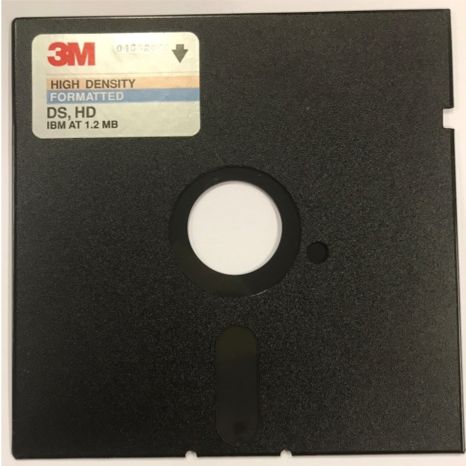 3M
HIGH DENSITY
FORMATTED
DS, HD
IBM AT 1.2 MB